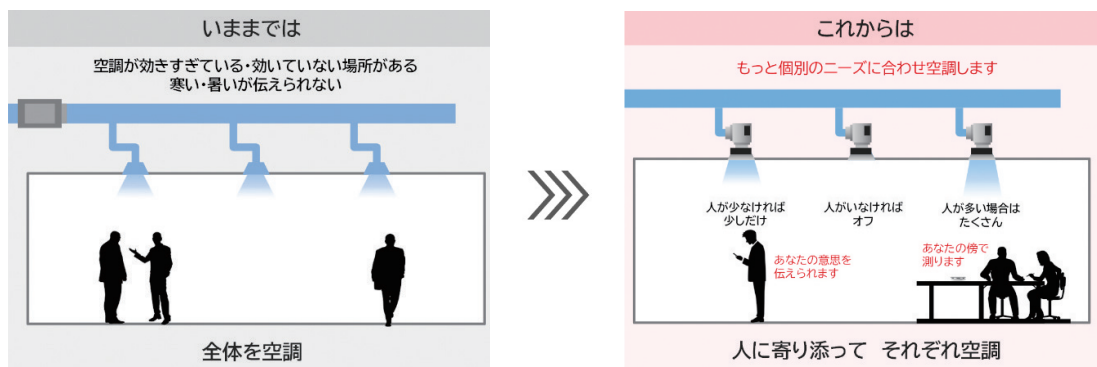 いままでは
空調が効きすぎている・効いていない場所がある
寒い・暑いが伝えられない
全体を空調
これからは
もっと個別のニーズに合わせ空調します
人が少なければ
少しだけ
人がいなければ
オフ
人が多い場合は
たくさん
あなたの意思を
伝えられます
あなたの傍で
測ります
人に寄り添って それぞれ空調